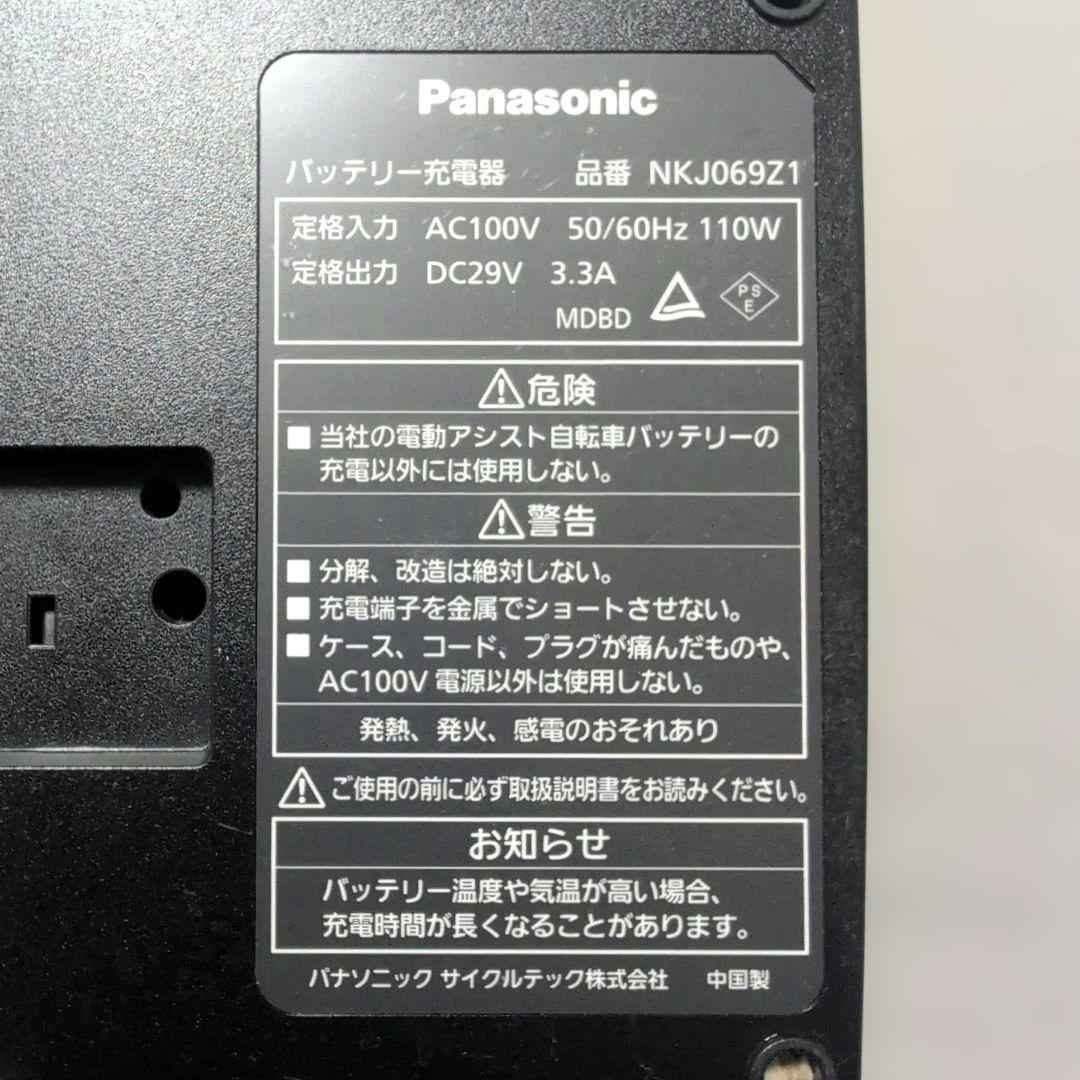 Panasonic
バッテリー充電器 品番 NKJ069Z1
定格入力 AC100V 50/60Hz 110W
定格出力 DC29V 3.3A
MDBD
PS
E
危険
■ 当社の電動アシスト自転車バッテリーの
充電以外には使用しない。
警告
■ 分解、改造は絶対しない。
■ 充電端子を金属でショートさせない。
■ ケース、コード、プラグが痛んだものや、
AC100V 電源以外は使用しない。
発熱、発火、感電のおそれあり
ご使用の前に必ず取扱説明書をお読みください。
お知らせ
バッテリー温度や気温が高い場合、
充電時間が長くなることがあります。
パナソニック サイクルテック株式会社 中国製